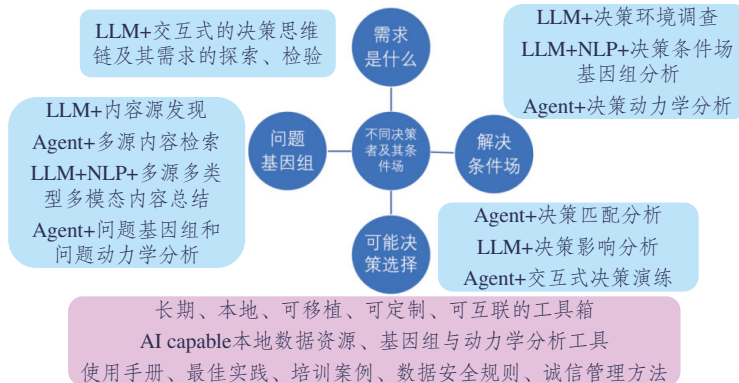 LLM+交互式的决策思维
链及其需求的探索、检验
需求
是什么
LLM+决策环境调查
LLM+NLP+决策条件场
基因组分析
Agent+决策动力学分析
LLM+内容源发现
Agent+多源内容检索
LLM+NLP+多源多类
型多模态内容总结
Agent+问题基因组和
问题动力学分析
问题
基因组
不同决策
者及其条
件场
解决
条件场
可能决
策选择
Agent+决策匹配分析
LLM+决策影响分析
Agent+交互式决策演练
长期、本地、可移植、可定制、可互联的工具箱
AI capable本地数据资源、基因组与动力学分析工具
使用手册、最佳实践、培训案例、数据安全规则、诚信管理方法